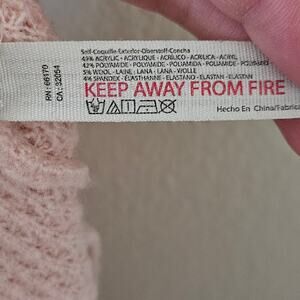 Self-Coquille-Exterior-Oberstoff-Concha
49% ACRYLIC - ACRYLIQUE - ACRILICO - ACRILICA - ACRYL
42% POLYAMIDE - POLYAMIDE - POLIAMIDA - POLIAMIDE - POLYAMID
5% WOOL - LAINE - LANA - LANA - WOLLE
4% SPANDEX - ÉLASTHANNE - ELASTANO - ELASTAN - ELASTAN
KEEP AWAY FROM FIRE
Hecho En China/Fabrica
RN: 66170
CA: 32054